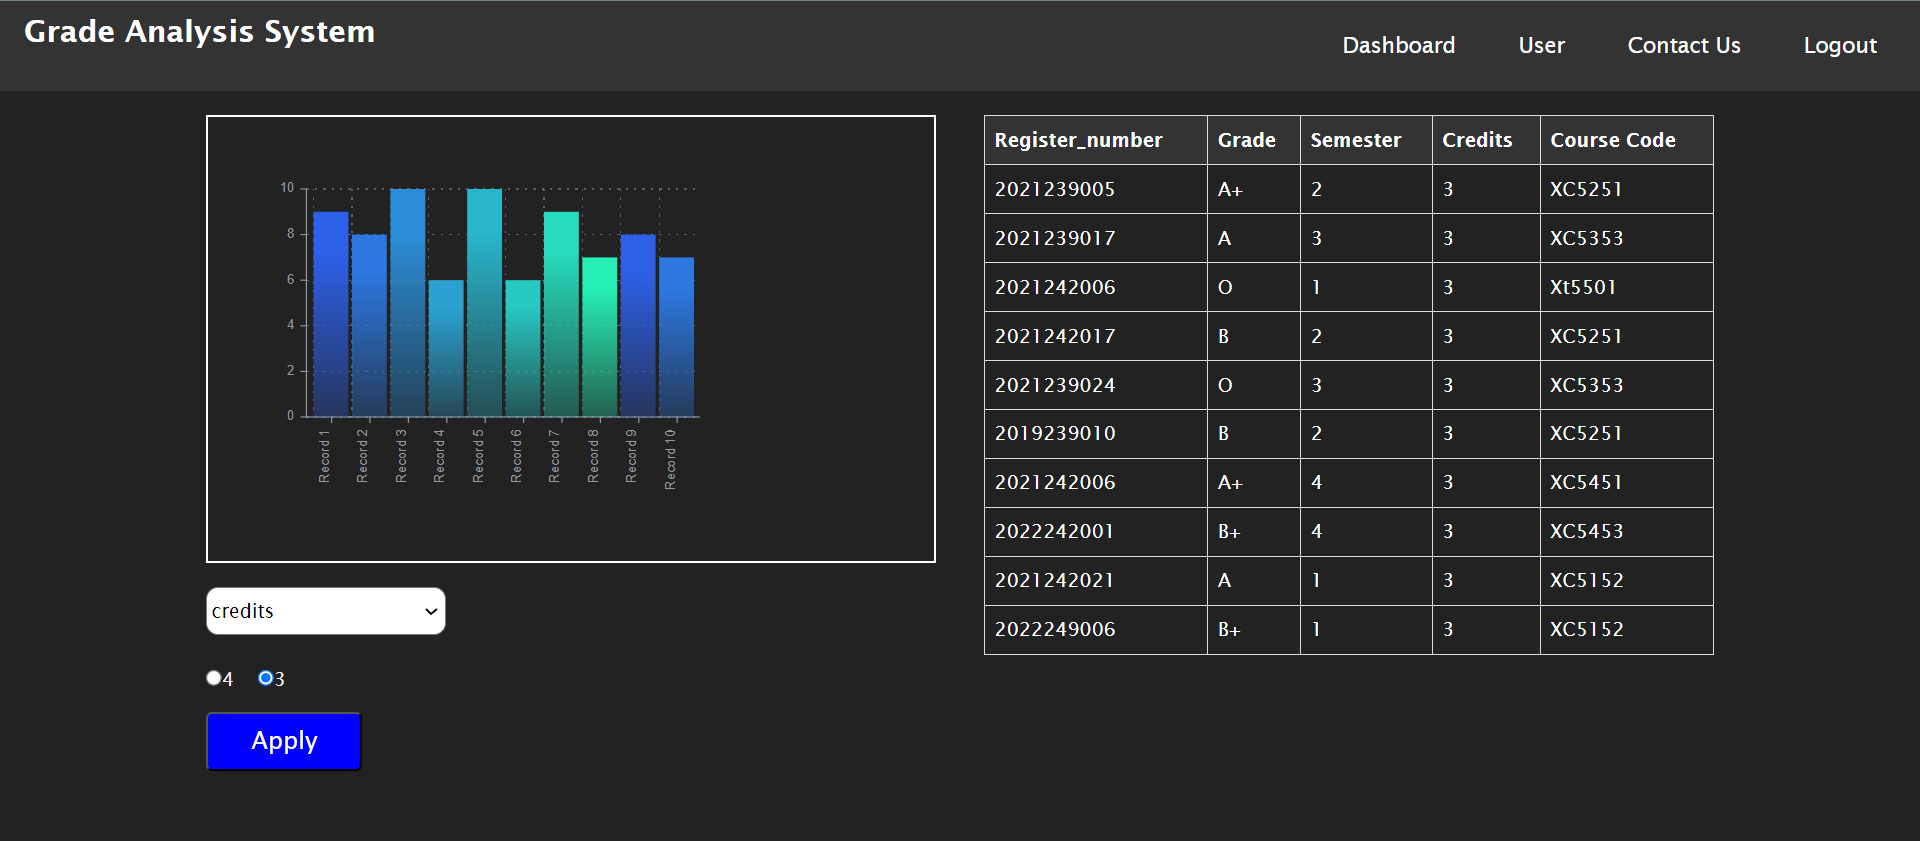 Grade Analysis System
Dashboard User Contact Us Logout
10
8
6
4
2
0
Record 1
Record 2
Record 3
Record 4
Record 5
Record 6
Record 7
Record 8
Record 9
Record 10
credits
4 3
Apply
Register_number Grade Semester Credits Course Code
2021239005 A+ 2 3 XC5251
2021239017 A 3 3 XC5353
2021242006 O 1 3 Xt5501
2021242017 B 2 3 XC5251
2021239024 O 3 3 XC5353
2019239010 B 2 3 XC5251
2021242006 A+ 4 3 XC5451
2022242001 B+ 4 3 XC5453
2021242021 A 1 3 XC5152
2022249006 B+ 1 3 XC5152